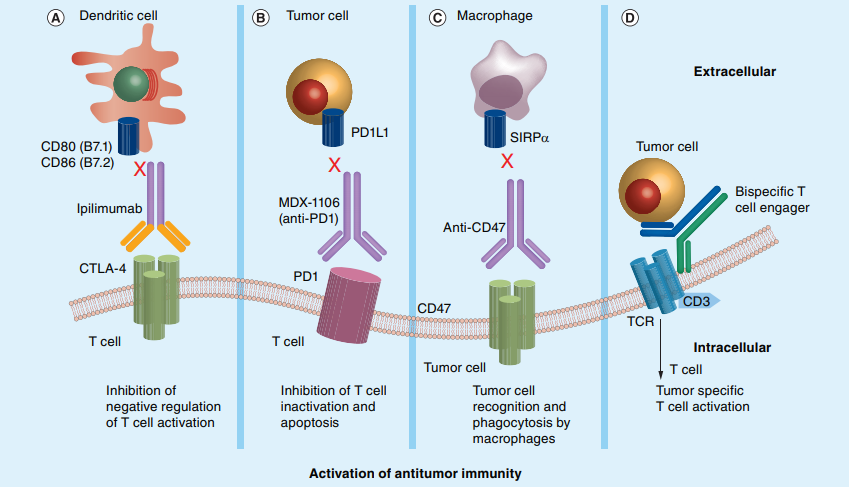 A Dendritic cell
CD80 (B7.1)
CD86 (B7.2)
X
Ipilimumab
CTLA-4
T cell
Inhibition of
negative regulation
of T cell activation
B Tumor cell
PD1L1
X
MDX-1106
(anti-PD1)
PD1
T cell
Inhibition of T cell
inactivation and
apoptosis
C Macrophage
SIRPα
X
Anti-CD47
CD47
Tumor cell
Tumor cell
recognition and
phagocytosis by
macrophages
D
Extracellular
Tumor cell
Bispecific T
cell engager
CD3
TCR
Intracellular
T cell
Tumor specific
T cell activation
Activation of antitumor immunity